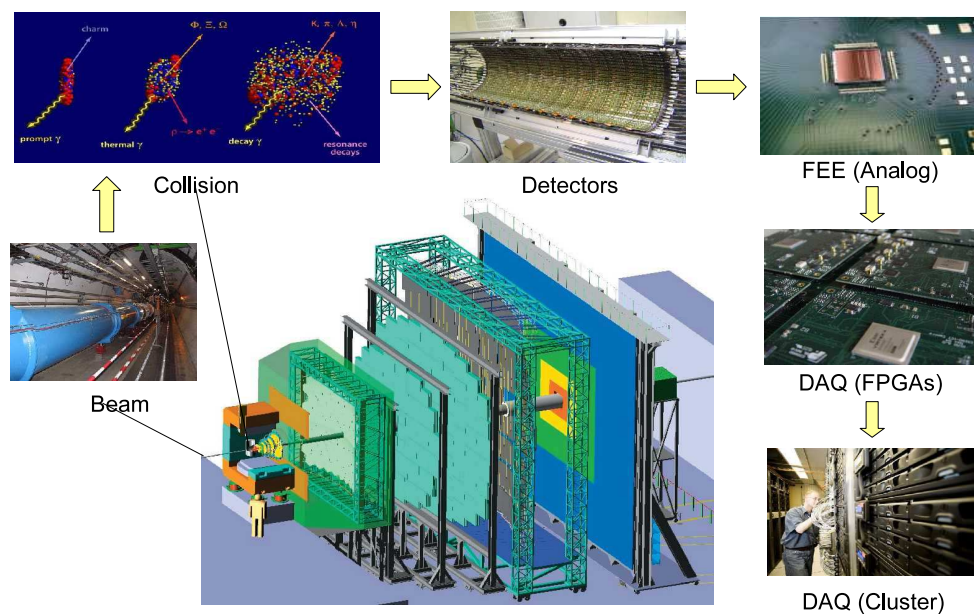 charm
Φ, Ξ, Ω
K, π, Λ, η
ρ → e⁺ e⁻
prompt γ
thermal γ
decay γ
resonance
decays
Collision
Detectors
FEE (Analog)
Beam
DAQ (FPGAs)
DAQ (Cluster)